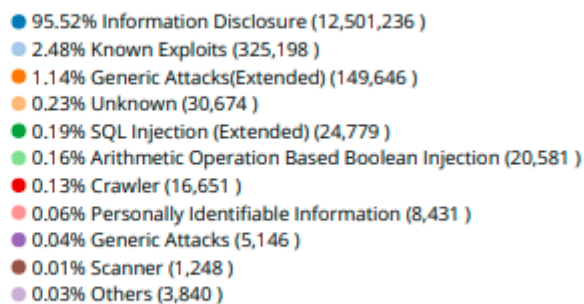 95.52% Information Disclosure (12,501,236 )
2.48% Known Exploits (325,198 )
1.14% Generic Attacks(Extended) (149,646 )
0.23% Unknown (30,674 )
0.19% SQL Injection (Extended) (24,779 )
0.16% Arithmetic Operation Based Boolean Injection (20,581 )
0.13% Crawler (16,651 )
0.06% Personally Identifiable Information (8,431 )
0.04% Generic Attacks (5,146 )
0.01% Scanner (1,248 )
0.03% Others (3,840 )